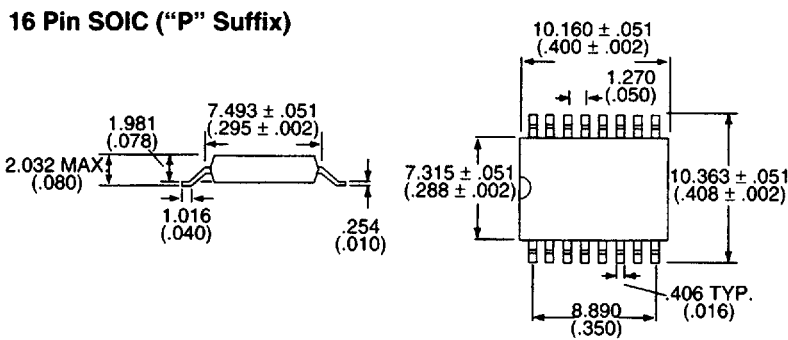 16 Pin SOIC (“P” Suffix)
1.981
(.078)
7.493 ± .051
(.295 ± .002)
2.032 MAX
(.080)
1.016
(.040)
.254
(.010)
10.160 ± .051
(.400 ± .002)
1.270
(.050)
7.315 ± .051
(.288 ± .002)
10.363 ± .051
(.408 ± .002)
.406 TYP.
(.016)
8.890
(.350)